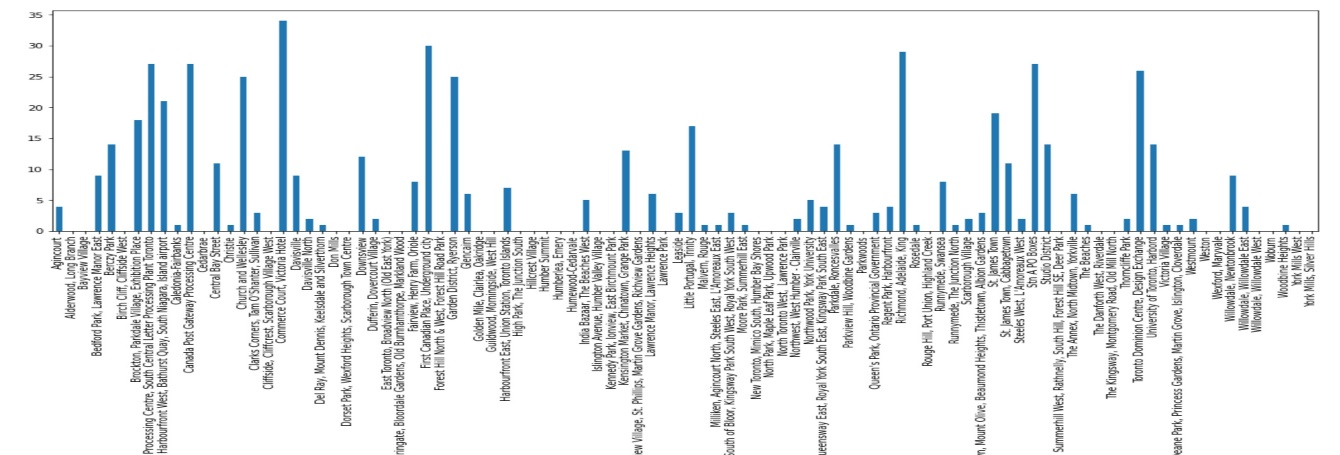 35
30
25
20
15
10
5
0
Agincourt
Alderwood, Long Branch
Bayview Village
Bedford Park, Lawrence Manor East
Berczy Park
Birch Cliff, Cliffside West
Brockton, Parkdale Village, Exhibition Place
Processing Centre, South Central Letter Processing Plant Toronto
Harbourfront West, Bathurst Quay, South Niagara, Island airport
Caledonia-Fairbanks
Canada Post Gateway Processing Centre
Cedarbrae
Central Bay Street
Christie
Church and Wellesley
Clarks Corners, Tam O'Shanter, Sullivan
Cliffside, Cliffcrest, Scarborough Village West
Commerce Court, Victoria Hotel
Davisville
Davisville North
Del Ray, Mount Dennis, Keelsdale and Silverthorn
Don Mills
Dorset Park, Wexford Heights, Scarborough Town Centre
Downsview
Dufferin, Dovercourt Village
East Toronto, Broadview North (Old East York)
ringate, Bloordale Gardens, Old Burnhamthorpe, Markland Wood
Fairview, Henry Farm, Oriole
First Canadian Place, Underground city
Forest Hill North & West, Forest Hill Road Park
Garden District, Ryerson
Glencairn
Golden Mile, Clairlea, Oakridge
Guildwood, Morningside, West Hill
Harbourfront East, Union Station, Toronto Islands
High Park, The Junction South
Hillcrest Village
Humber Summit
Humberlea, Emery
Humewood-Cedarvale
India Bazaar, The Beaches West
Islington Avenue, Humber Valley Village
Kennedy Park, Ionview, East Birchmount Park
Kensington Market, Chinatown, Grange Park
ew Village, St. Phillips, Martin Grove Gardens, Richview Gardens
Lawrence Manor, Lawrence Heights
Lawrence Park
Leaside
Little Portugal, Trinity
Malvern, Rouge
Milliken, Agincourt North, Steeles East, L'Amoreaux East
South of Bloor, Kingsway Park South West, Royal York South West
Moore Park, Summerhill East
New Toronto, Mimico South, Humber Bay Shores
North Park, Maple Leaf Park, Upwood Park
North Toronto West, Lawrence Park
Northwest, West Humber - Clairville
Northwood Park, York University
ueensway East, Royal York South East, Kingsway Park South East
Parkdale, Roncesvalles
Parkview Hill, Woodbine Gardens
Parkwoods
Queen's Park, Ontario Provincial Government
Regent Park, Harbourfront
Richmond, Adelaide, King
Rosedale
Rouge Hill, Port Union, Highland Creek
Runnymede, Swansea
Runnymede, The Junction North
Scarborough Village
n, Mount Olive, Beaumond Heights, Thistletown, Albion Gardens
St. James Town
St. James Town, Cabbagetown
Steeles West, L'Amoreaux West
Stn A PO Boxes
Studio District
Summerhill West, Rathnelly, South Hill, Forest Hill SE, Deer Park
The Annex, North Midtown, Yorkville
The Beaches
The Danforth West, Riverdale
The Kingsway, Montgomery Road, Old Mill North
Thorncliffe Park
Toronto Dominion Centre, Design Exchange
University of Toronto, Harbord
Victoria Village
eane Park, Princess Gardens, Martin Grove, Islington, Cloverdale
Westmount
Weston
Wexford, Maryvale
Willowdale, Newtonbrook
Willowdale, Willowdale East
Willowdale, Willowdale West
Woburn
Woodbine Heights
York Mills West
York Mills, Silver Hills